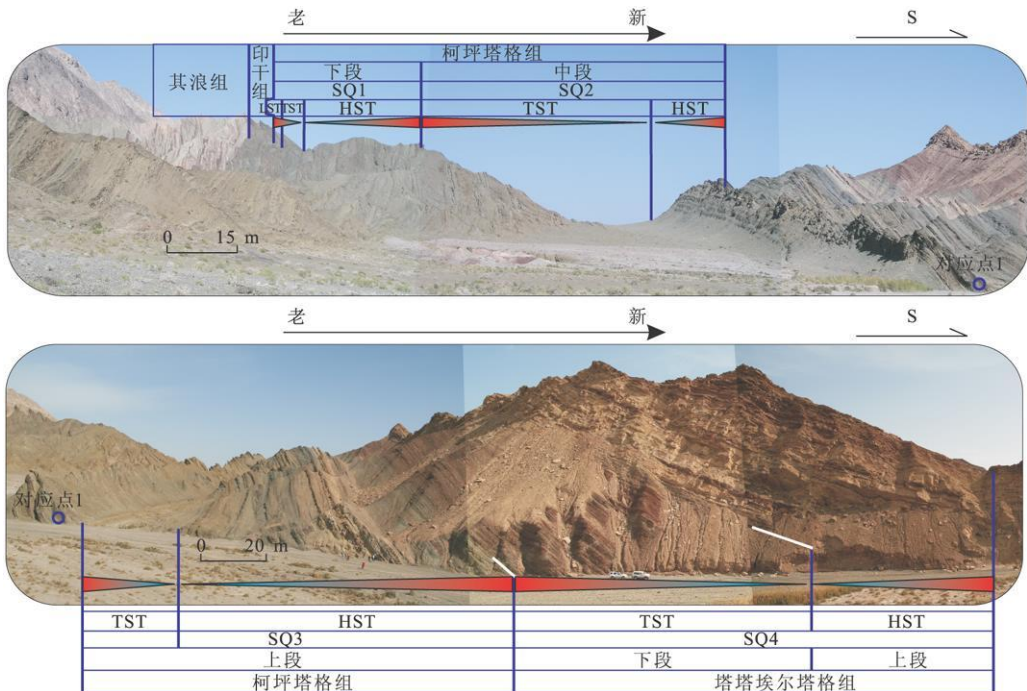 老 新 S
柯坪塔格组
其浪组 印干组 下段 中段
SQ1 SQ2
LST TST HST TST HST
0 15 m
对应点1
老 新 S
对应点1
0 20 m
TST HST TST HST
SQ3 SQ4
上段 下段 上段
柯坪塔格组 塔塔埃尔塔格组